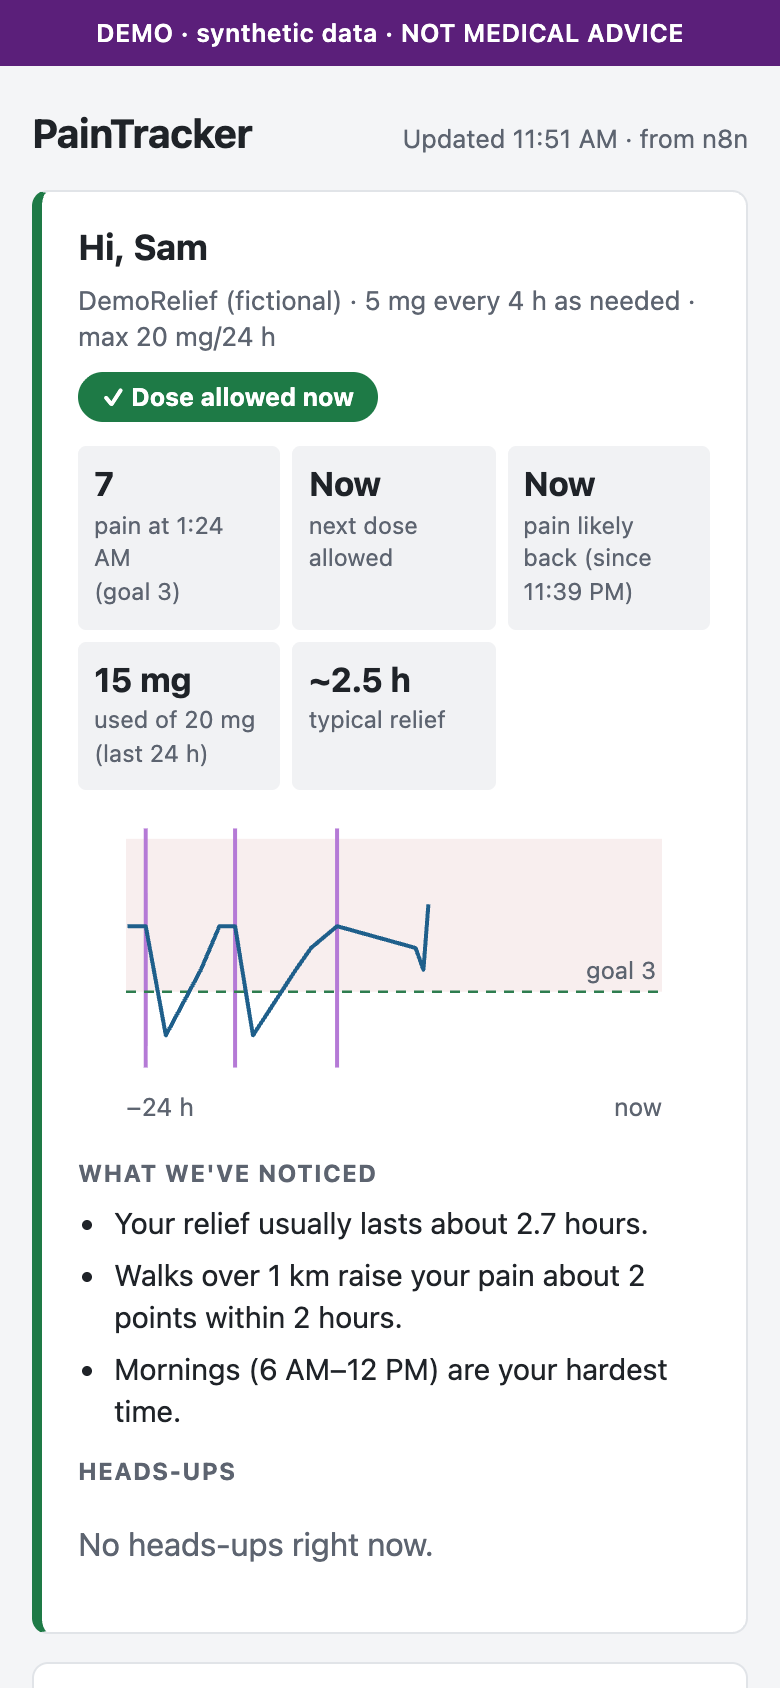 DEMO · synthetic data · NOT MEDICAL ADVICE
PainTracker
Updated 11:51 AM · from n8n
Hi, Sam
DemoRelief (fictional) · 5 mg every 4 h as needed ·
max 20 mg/24 h
✓ Dose allowed now
7
pain at 1:24
AM
(goal 3)
Now
next dose
allowed
Now
pain likely
back (since
11:39 PM)
15 mg
used of 20 mg
(last 24 h)
~2.5 h
typical relief
goal 3
−24 h
now
WHAT WE'VE NOTICED
• Your relief usually lasts about 2.7 hours.
• Walks over 1 km raise your pain about 2
points within 2 hours.
• Mornings (6 AM–12 PM) are your hardest
time.
HEADS-UPS
No heads-ups right now.